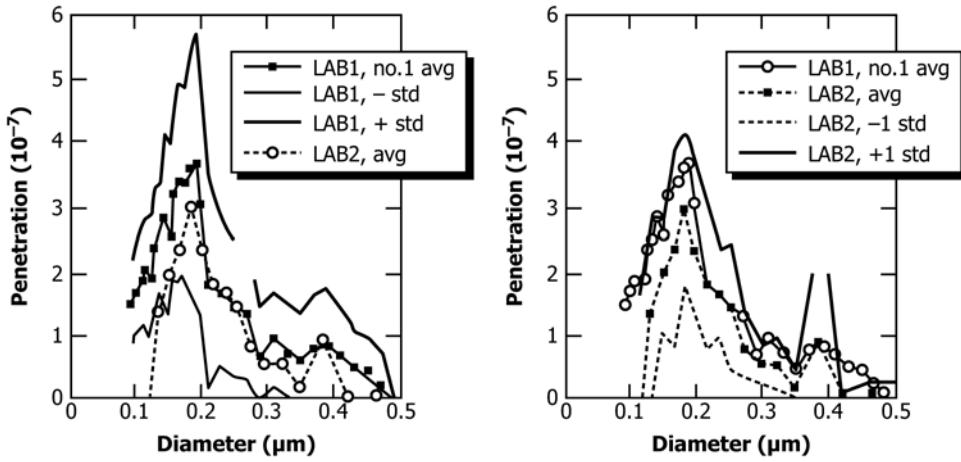 6
5
4
3
2
1
0
Penetration (10⁻⁷)
LAB1, no.1 avg
LAB1, – std
LAB1, + std
LAB2, avg
0 0.1 0.2 0.3 0.4 0.5
Diameter (μm)
6
5
4
3
2
1
0
Penetration (10⁻⁷)
LAB1, no.1 avg
LAB2, avg
LAB2, –1 std
LAB2, +1 std
0 0.1 0.2 0.3 0.4 0.5
Diameter (μm)